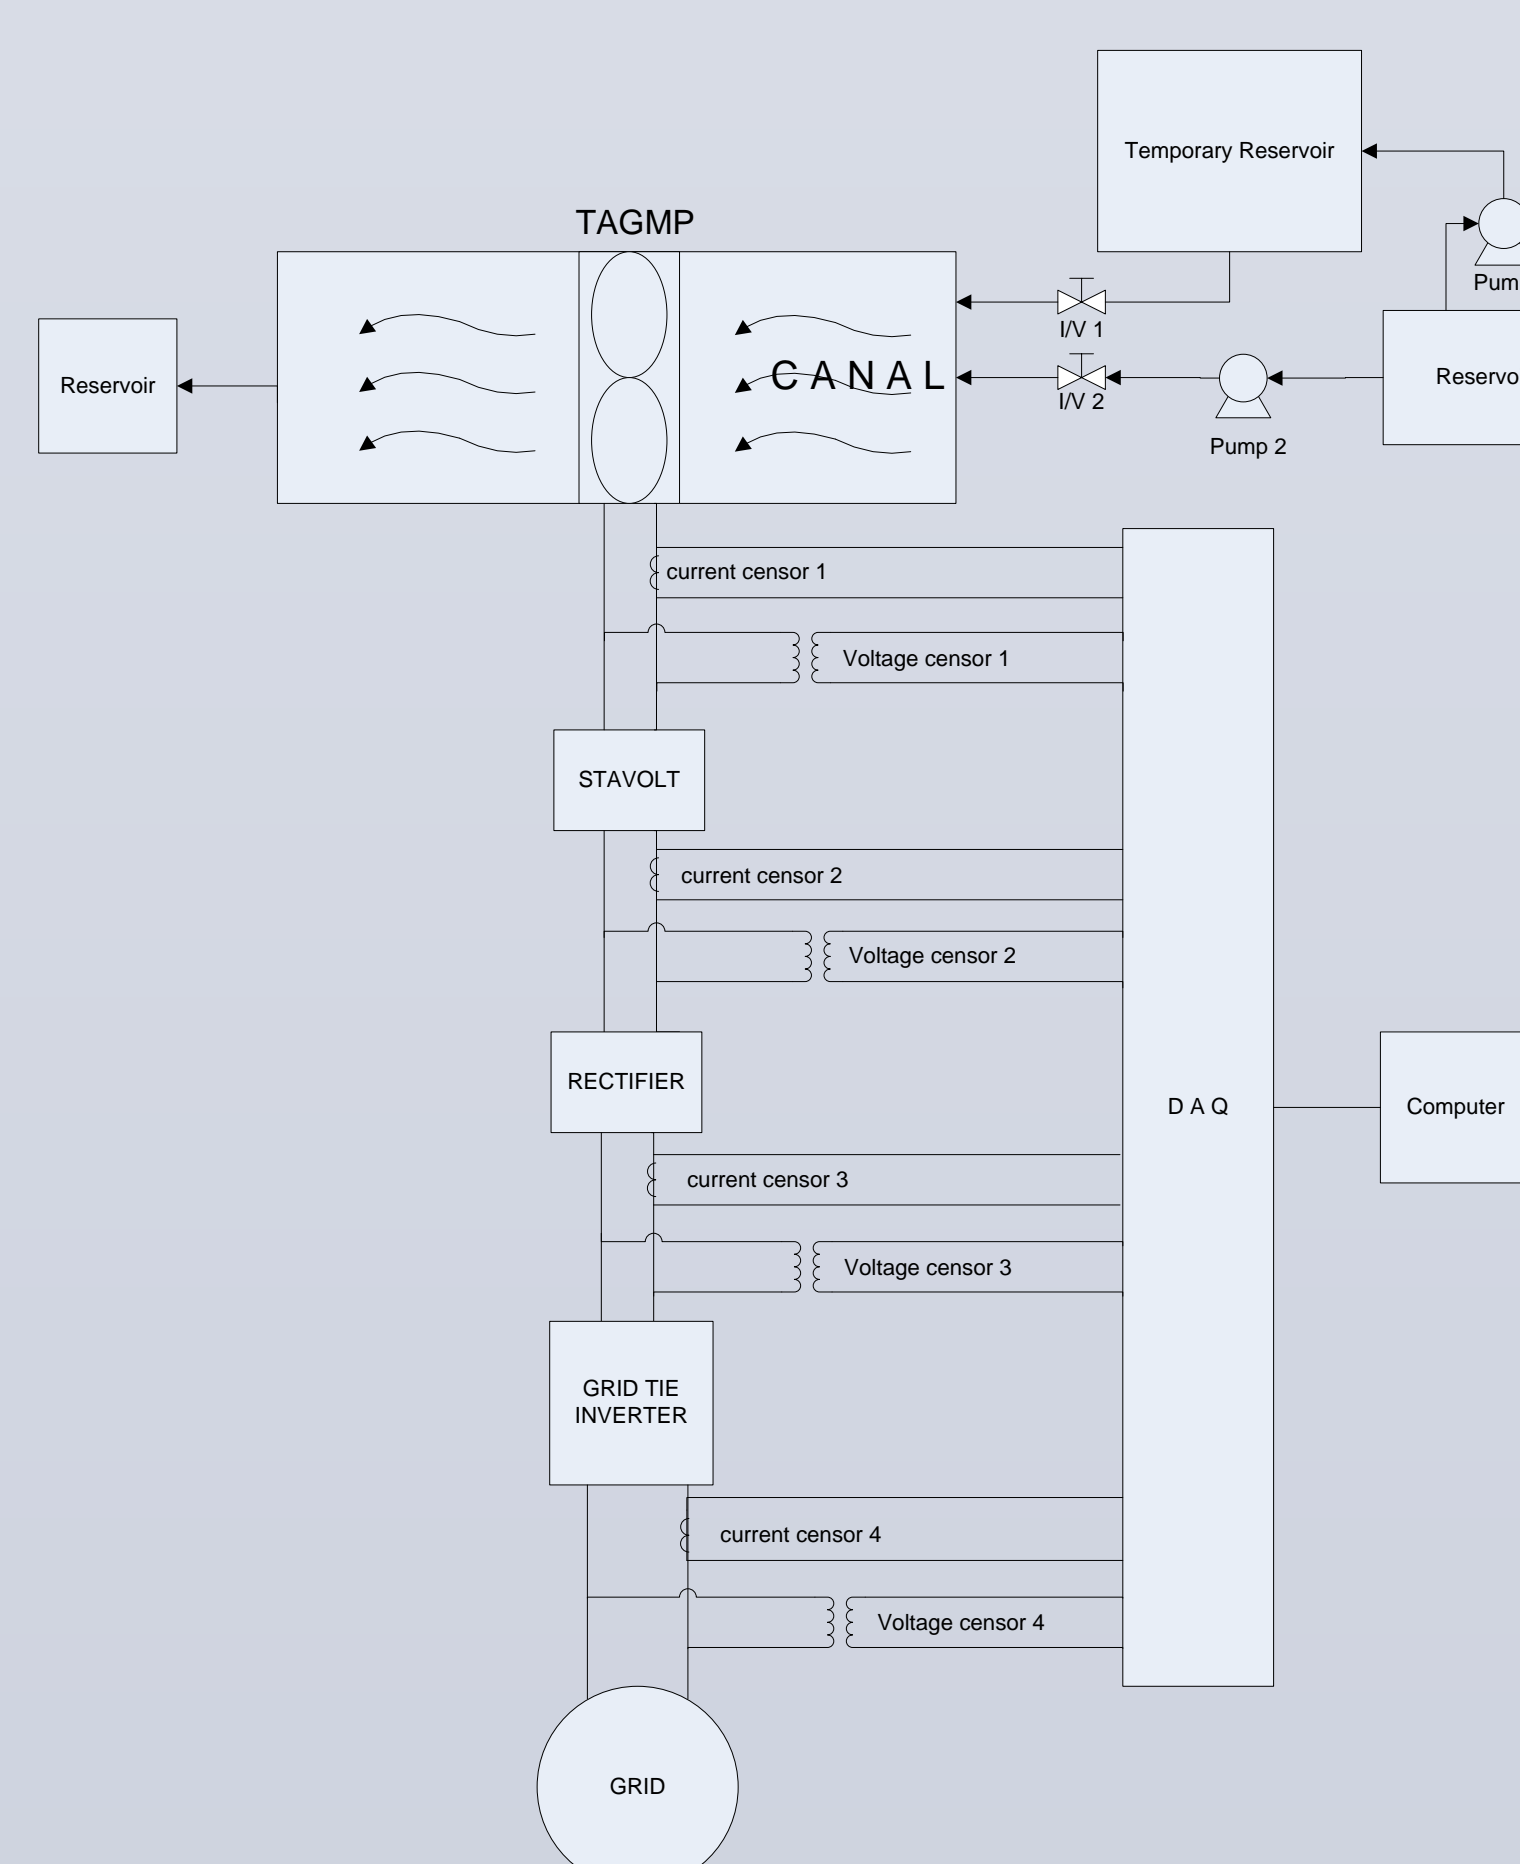 Temporary Reservoir
TAGMP
Pum
I/V 1
Reservoir
C A N A L
I/V 2
Reservo
Pump 2
current censor 1
Voltage censor 1
STAVOLT
current censor 2
Voltage censor 2
RECTIFIER
D A Q
Computer
current censor 3
Voltage censor 3
GRID TIE
INVERTER
current censor 4
Voltage censor 4
GRID